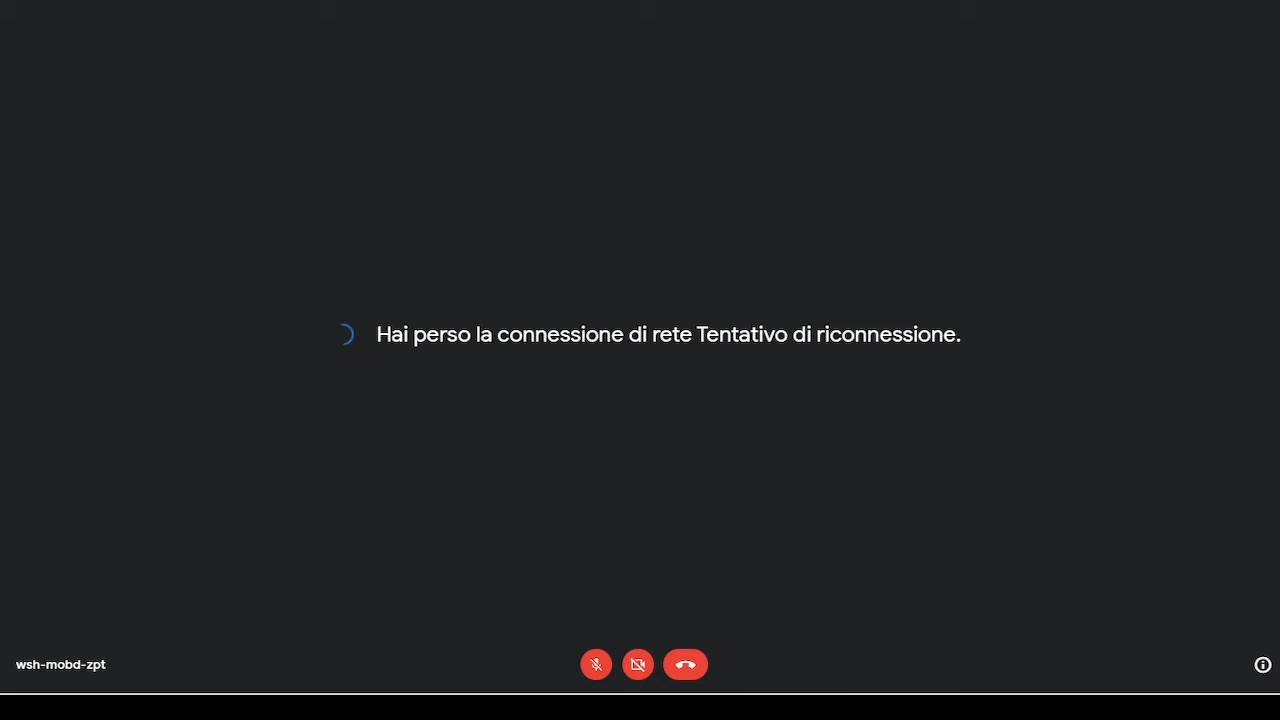 Hai perso la connessione di rete Tentativo di riconnessione.
wsh-mobd-zpt